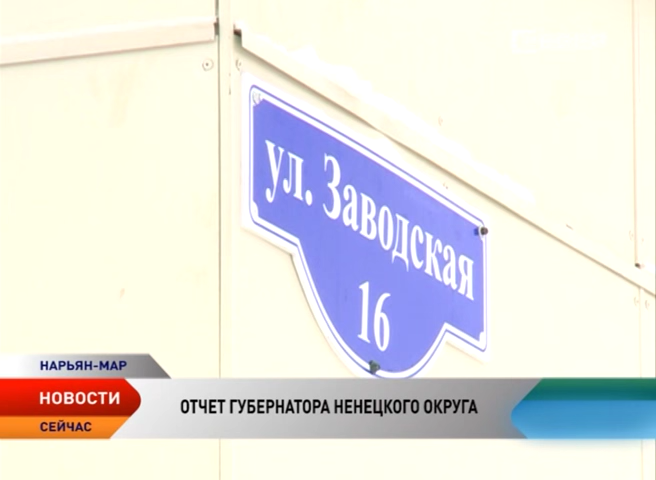 ул. Заводская
16
НАРЬЯН-МАР
НОВОСТИ
СЕЙЧАС
ОТЧЕТ ГУБЕРНАТОРА НЕНЕЦКОГО ОКРУГА